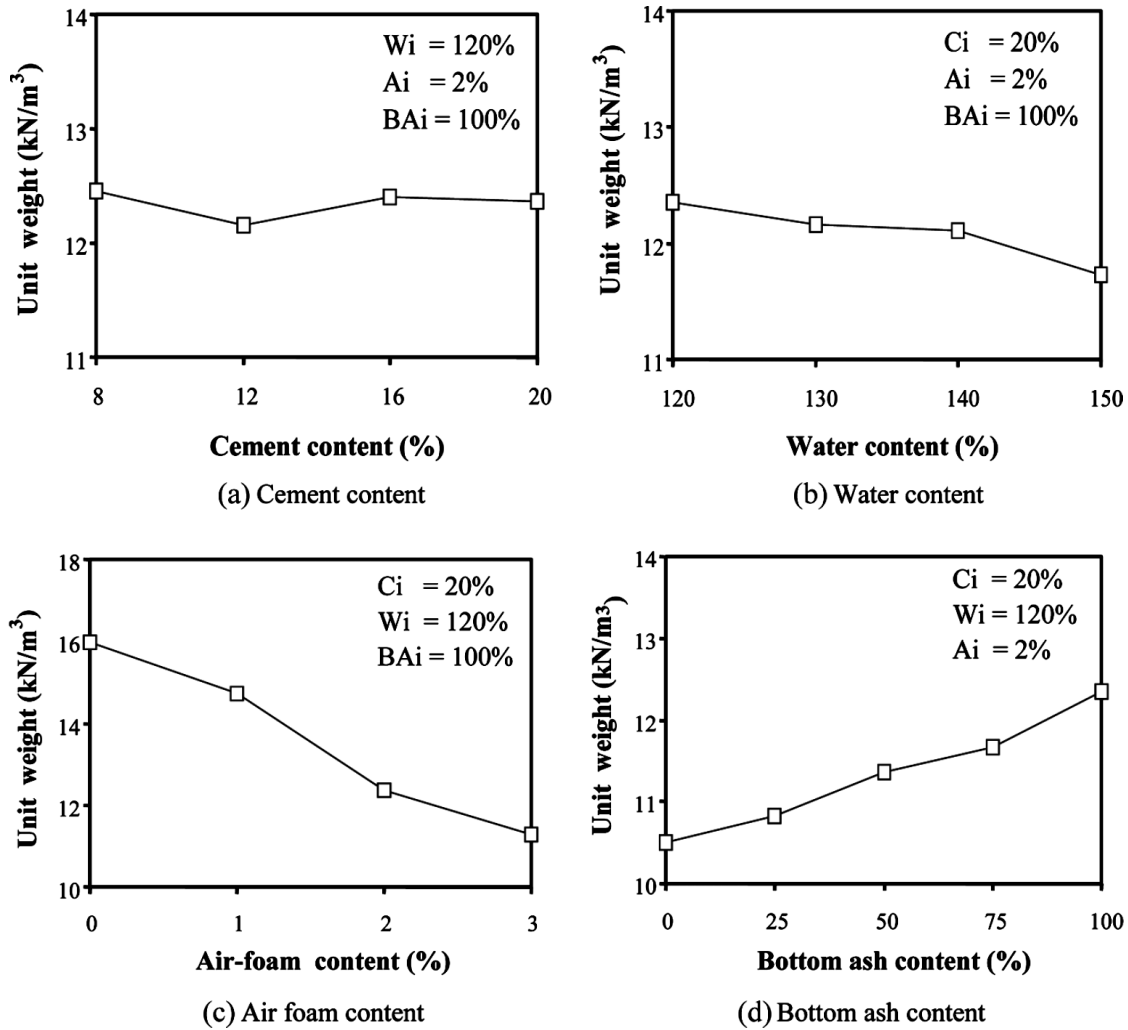 14
13
12
11
Unit weight (kN/m³)
Wi = 120%
Ai = 2%
BAi = 100%
8 12 16 20
Cement content (%)
(a) Cement content
14
13
12
11
Unit weight (kN/m³)
Ci = 20%
Ai = 2%
BAi = 100%
120 130 140 150
Water content (%)
(b) Water content
18
16
14
12
10
Unit weight (kN/m³)
Ci = 20%
Wi = 120%
BAi = 100%
0 1 2 3
Air-foam content (%)
(c) Air foam content
14
13
12
11
10
Unit weight (kN/m³)
Ci = 20%
Wi = 120%
Ai = 2%
0 25 50 75 100
Bottom ash content (%)
(d) Bottom ash content